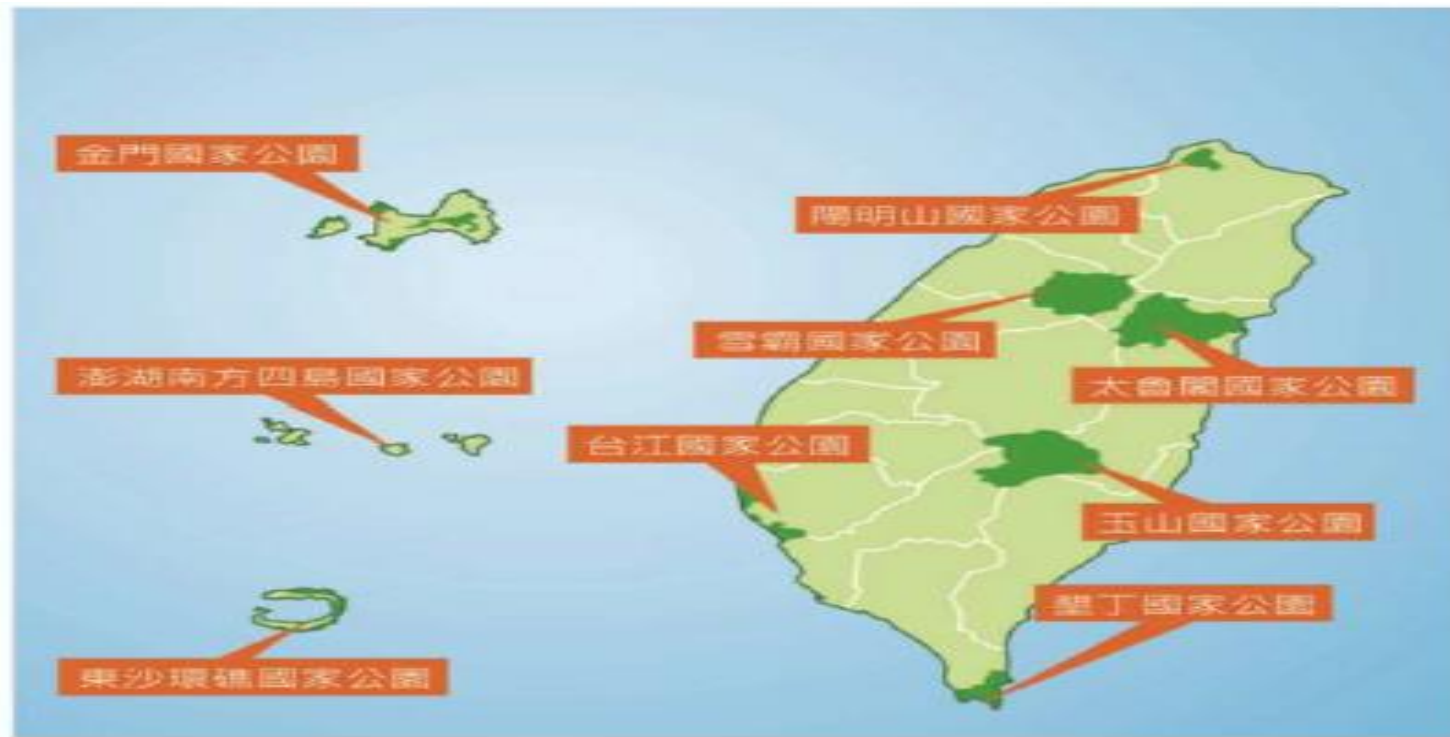 金門國家公園
陽明山國家公園
雪霸國家公園
澎湖南方四島國家公園
太魯閣國家公園
台江國家公園
玉山國家公園
墾丁國家公園
東沙環礁國家公園